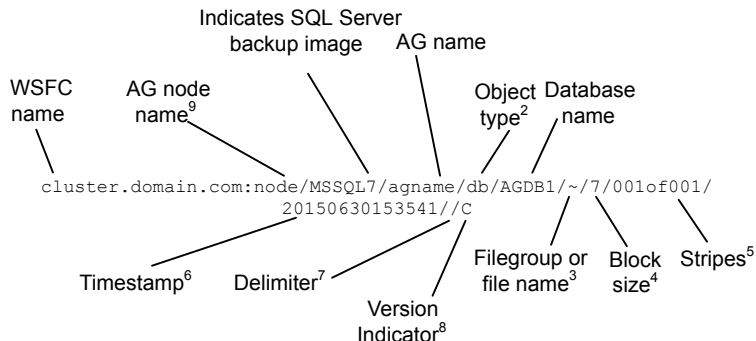 Indicates SQL Server
backup image
AG name
WSFC
name
AG node
name⁹
Object
type²
Database
name
cluster.domain.com:node/MSSQL7/agname/db/AGDB1/~/7/001of001/
20150630153541//C
Timestamp⁶
Delimiter⁷
Version
Indicator⁸
Filegroup or
file name³
Block
size⁴
Stripes⁵